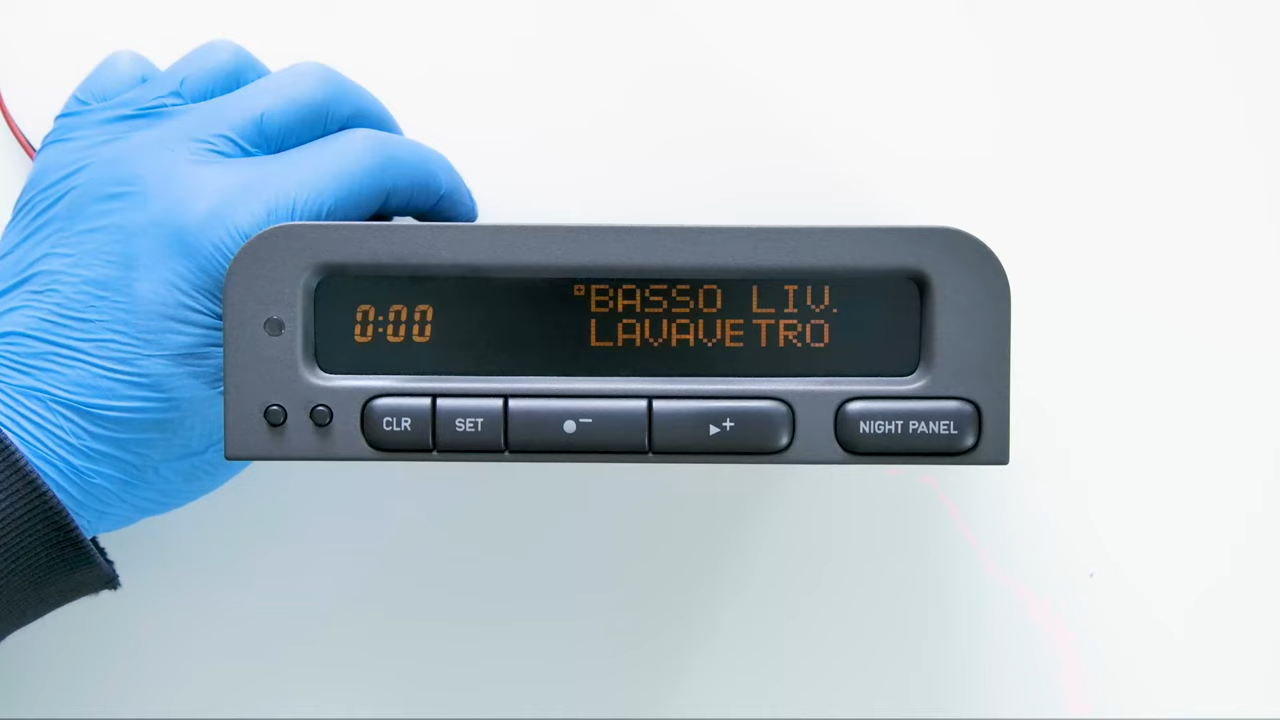 0:00
BASSO LIV.
LAVAVETRO
CLR
SET
−
+
NIGHT PANEL